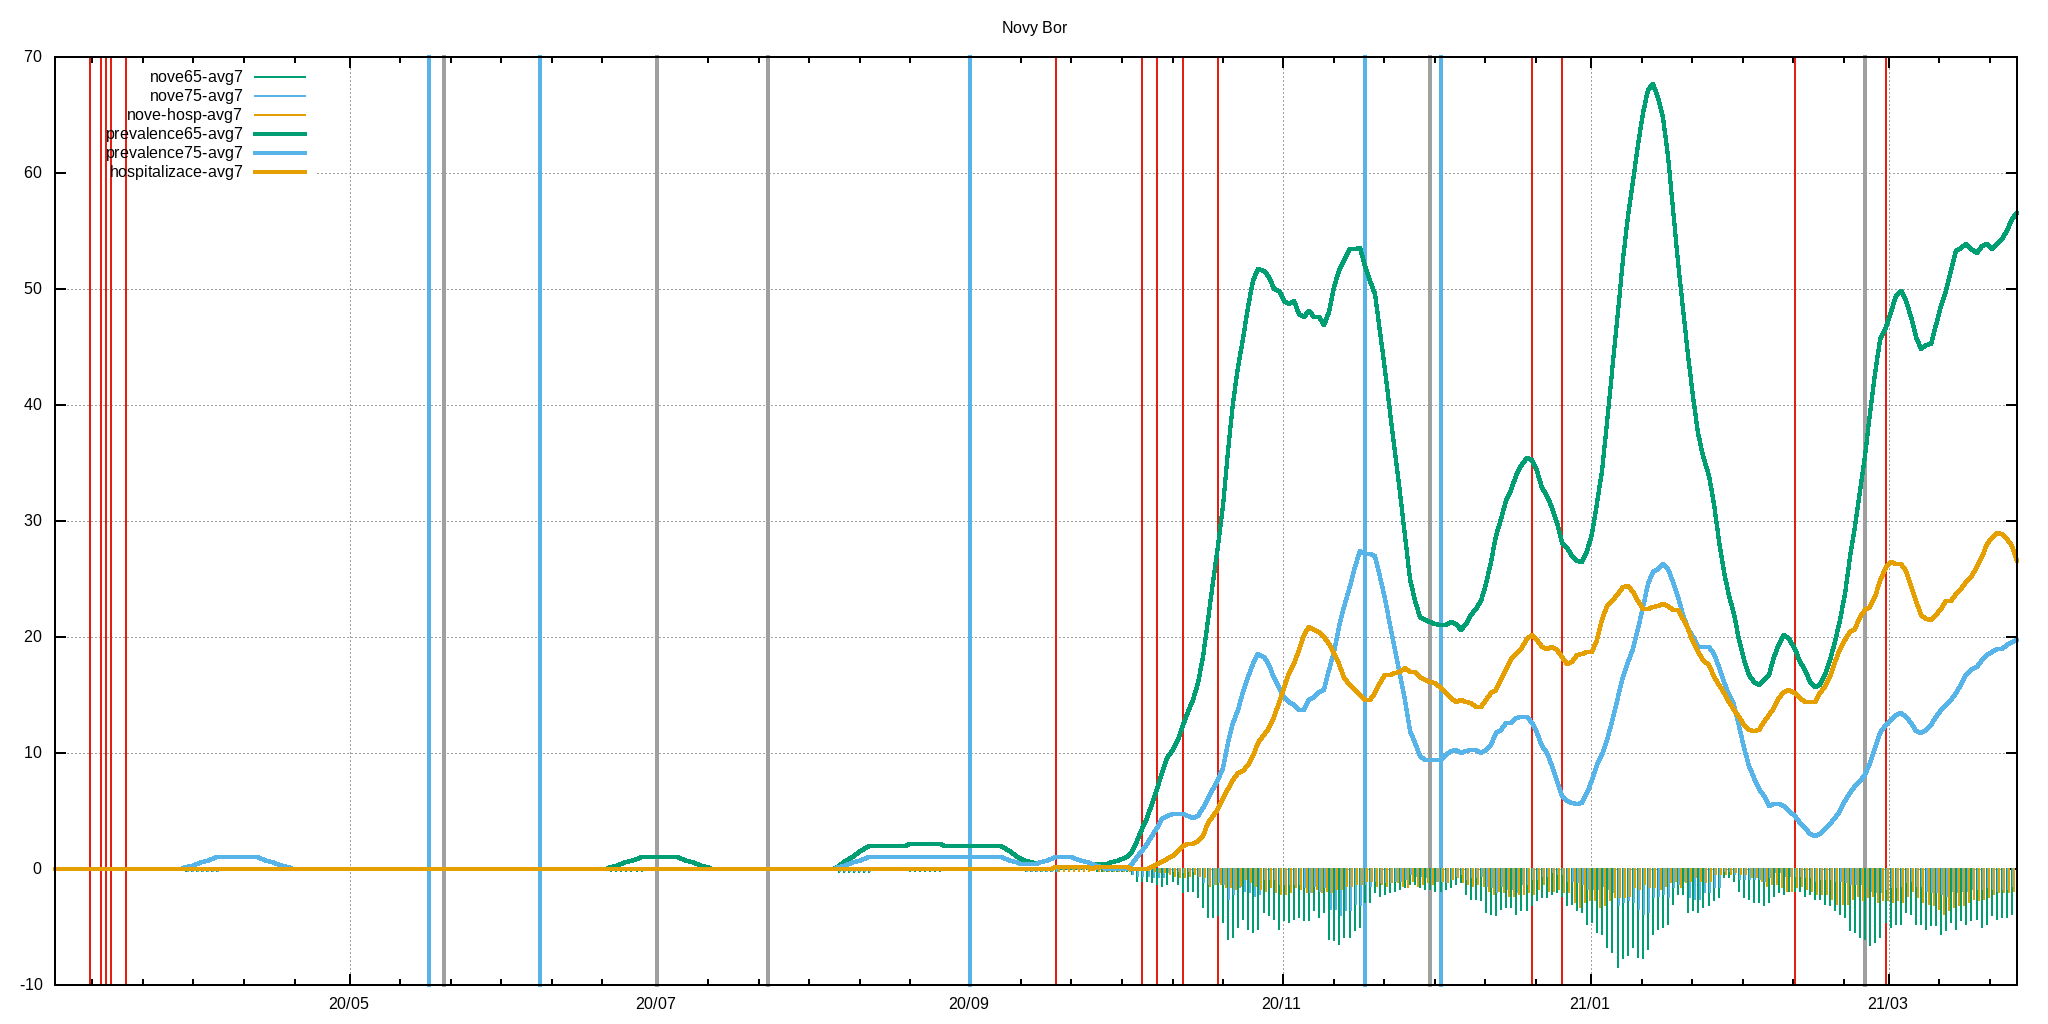 Novy Bor
70
nove65-avg7
nove75-avg7
nove-hosp-avg7
prevalence65-avg7
prevalence75-avg7
hospitalizace-avg7
60
50
40
30
20
10
0
-10
20/05 20/07 20/09 20/11 21/01 21/03